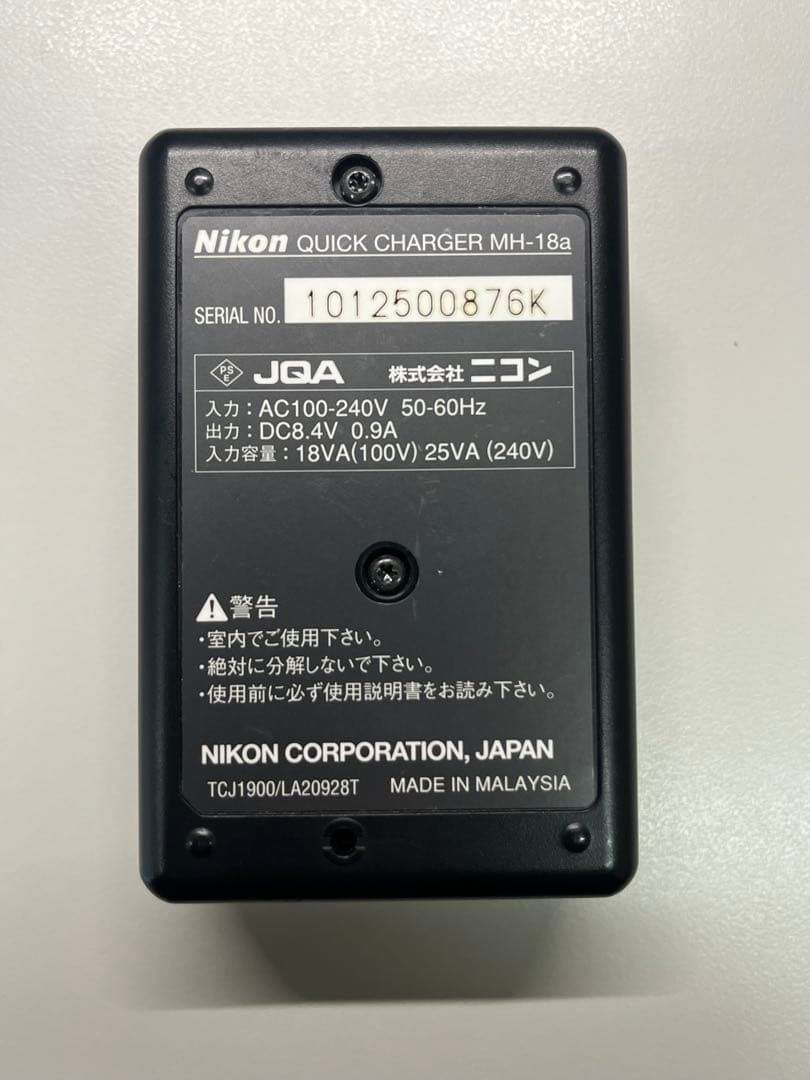 Nikon QUICK CHARGER MH-18a
SERIAL NO. 1012500876K
PS E JQA 株式会社 ニコン
入力：AC100-240V 50-60Hz
出力：DC8.4V 0.9A
入力容量：18VA(100V) 25VA (240V)
警告
・室内でご使用下さい。
・絶対に分解しないで下さい。
・使用前に必ず使用説明書をお読み下さい。
NIKON CORPORATION, JAPAN
TCJ1900/LA20928T MADE IN MALAYSIA